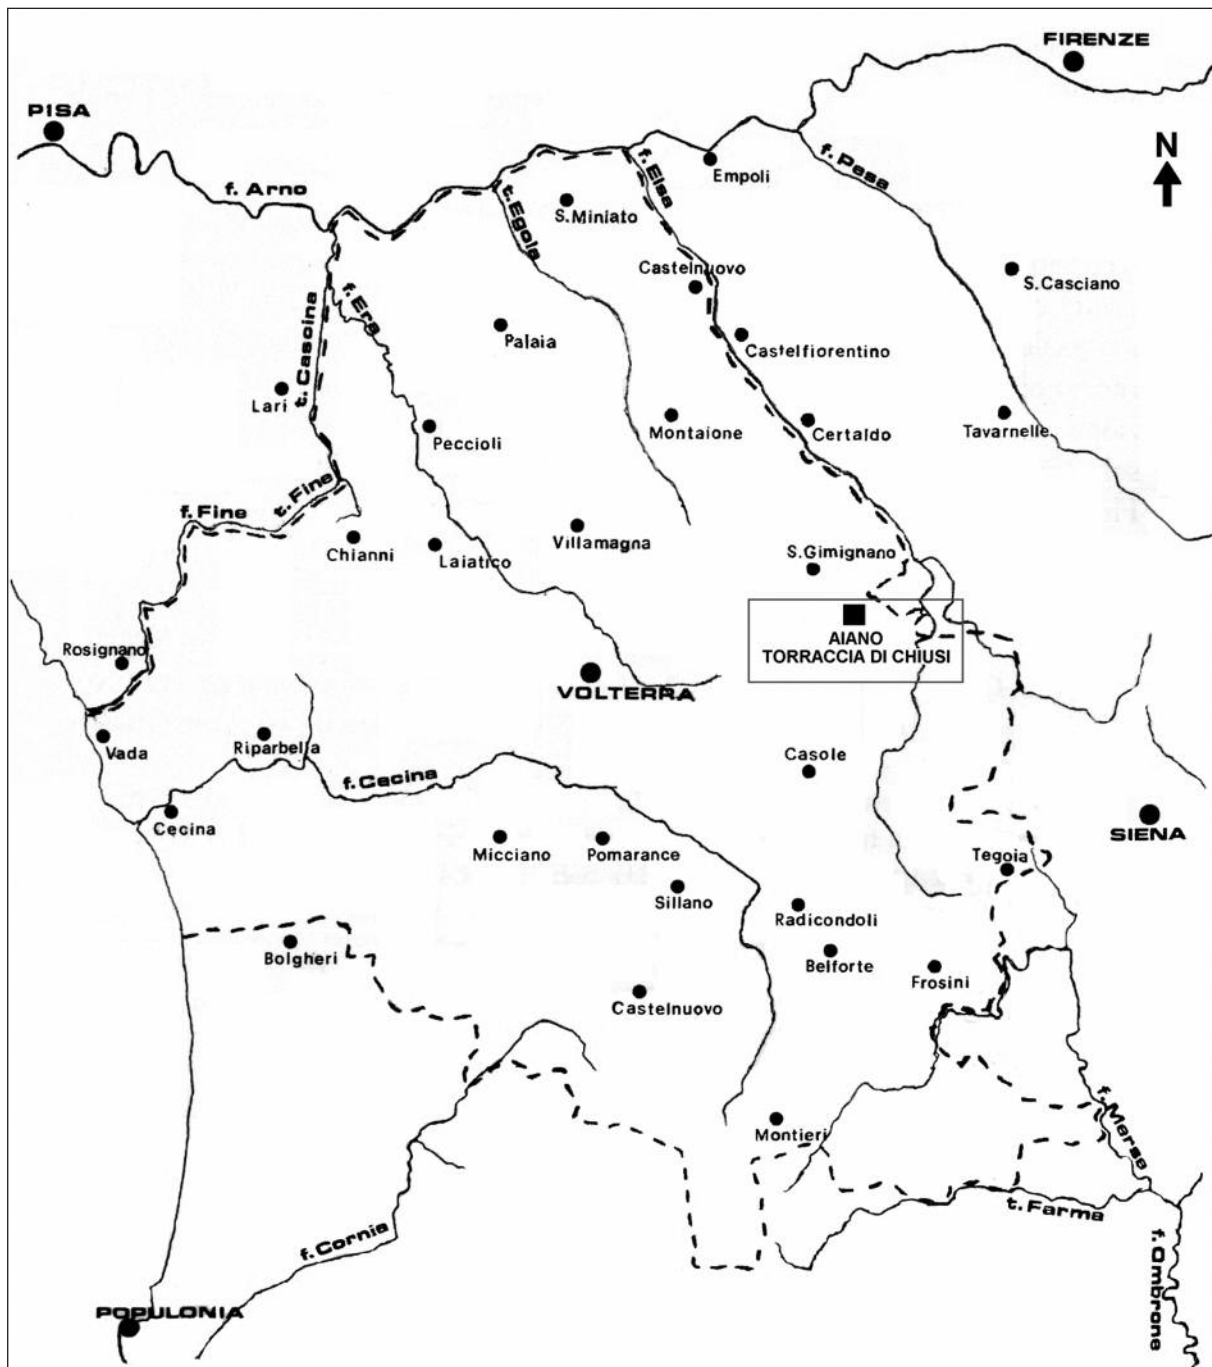 FIRENZE
PISA
N
f. Pesa
f. Elsa
Empoli
f. Arno
t. Egola
S. Miniato
Castelnuovo
S. Casciano
f. Era
t. Cascina
Palaia
Castelfiorentino
Lari
Peccioli
Montaione
Certaldo
Tavarnelle
t. Fine
f. Fine
Chianni
Laiatico
Villamagna
S. Gimignano
AIANO
TORRACCIA DI CHIUSI
Rosignano
VOLTERRA
Vada
Riparbella
f. Cecina
Casole
Cecina
SIENA
Micciano
Pomarance
Tegoia
Sillano
Radicondoli
Bolgheri
Belforte
Frosini
Castelnuovo
f. Merse
Montieri
t. Farma
f. Cornia
f. Ombrone
POPULONIA